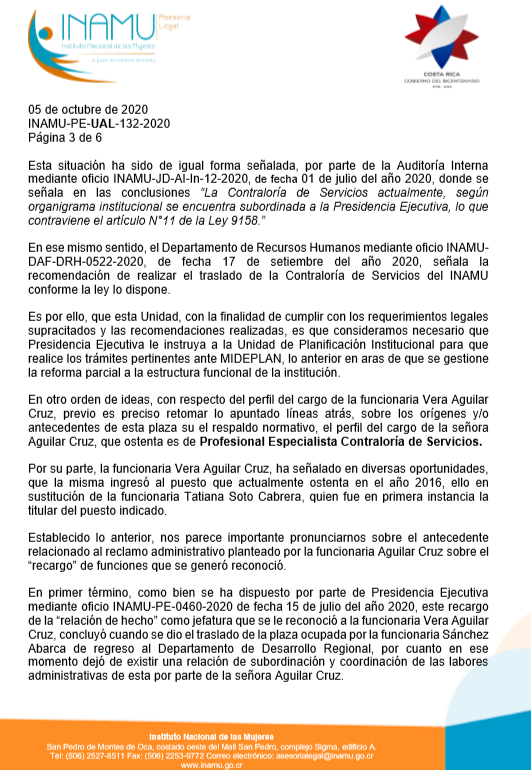 INAMU
Asesoría
Legal
Instituto Nacional de las Mujeres
COSTA RICA
GOBIERNO DEL BICENTENARIO
05 de octubre de 2020
INAMU-PE-UAL-132-2020
Página 3 de 6
Esta situación ha sido de igual forma señalada, por parte de la Auditoría Interna
mediante oficio INAMU-JD-AI-In-12-2020, de fecha 01 de julio del año 2020, donde se
señala en las conclusiones “La Contraloría de Servicios actualmente, según
organigrama institucional se encuentra subordinada a la Presidencia Ejecutiva, lo que
contraviene el artículo N°11 de la Ley 9158.”
En ese mismo sentido, el Departamento de Recursos Humanos mediante oficio INAMU-
DAF-DRH-0522-2020, de fecha 17 de setiembre del año 2020, señala la
recomendación de realizar el traslado de la Contraloría de Servicios del INAMU
conforme la ley lo dispone.
Es por ello, que esta Unidad, con la finalidad de cumplir con los requerimientos legales
supracitados y las recomendaciones realizadas, es que consideramos necesario que
Presidencia Ejecutiva le instruya a la Unidad de Planificación Institucional para que
realice los trámites pertinentes ante MIDEPLAN, lo anterior en aras de que se gestione
la reforma parcial a la estructura funcional de la institución.
En otro orden de ideas, con respecto del perfil del cargo de la funcionaria Vera Aguilar
Cruz, previo es preciso retomar lo apuntado líneas atrás, sobre los orígenes y/o
antecedentes de esta plaza su el respaldo normativo, el perfil del cargo de la señora
Aguilar Cruz, que ostenta es de Profesional Especialista Contraloría de Servicios.
Por su parte, la funcionaria Vera Aguilar Cruz, ha señalado en diversas oportunidades,
que la misma ingresó al puesto que actualmente ostenta en el año 2016, ello en
sustitución de la funcionaria Tatiana Soto Cabrera, quien fue en primera instancia la
titular del puesto indicado.
Establecido lo anterior, nos parece importante pronunciarnos sobre el antecedente
relacionado al reclamo administrativo planteado por la funcionaria Aguilar Cruz sobre el
“recargo” de funciones que se generó reconoció.
En primer término, como bien se ha dispuesto por parte de Presidencia Ejecutiva
mediante oficio INAMU-PE-0460-2020 de fecha 15 de julio del año 2020, este recargo
de la “relación de hecho” como jefatura que se le reconoció a la funcionaria Vera Aguilar
Cruz, concluyó cuando se dio el traslado de la plaza ocupada por la funcionaria Sánchez
Abarca de regreso al Departamento de Desarrollo Regional, por cuanto en ese
momento dejó de existir una relación de subordinación y coordinación de las labores
administrativas de esta por parte de la señora Aguilar Cruz.
Instituto Nacional de las Mujeres
San Pedro de Montes de Oca, costado oeste del Mall San Pedro, complejo Sigma, edificio A.
Tel: (506) 2527-8511 Fax: (506) 2253-9772 Correo electrónico: asesorialegal@inamu.go.cr
www.inamu.go.cr